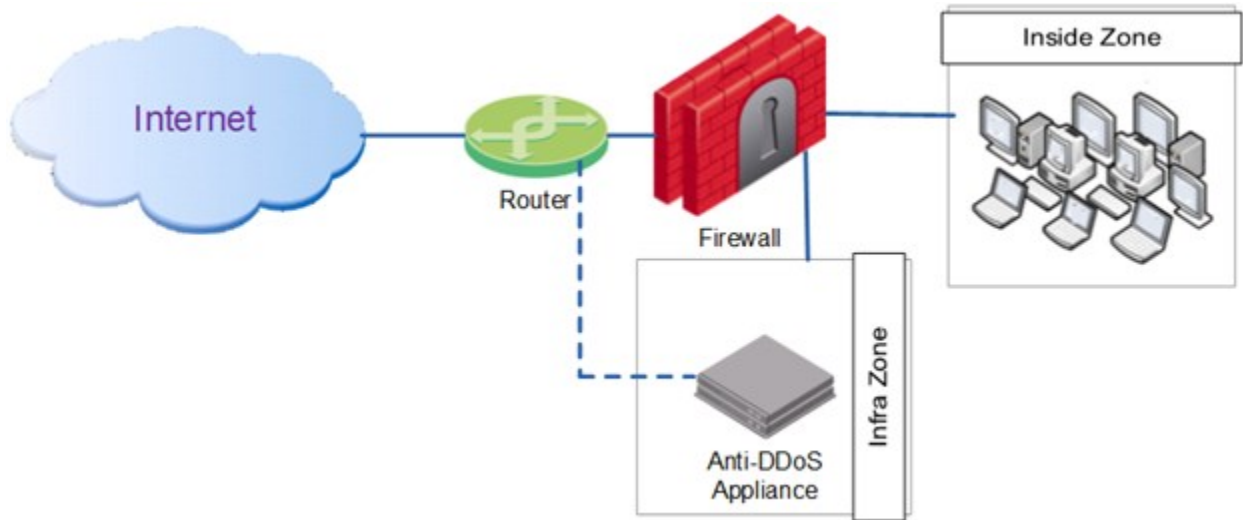 Internet
Router
Firewall
Inside Zone
Infra Zone
Anti-DDoS
Appliance